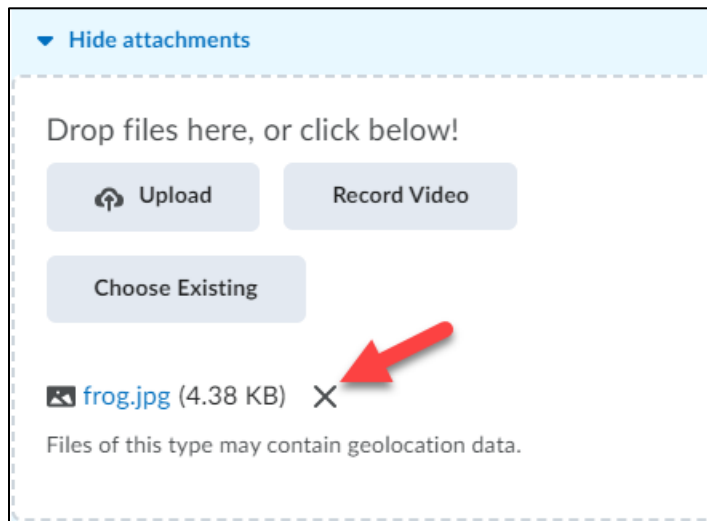 Hide attachments
Drop files here, or click below!
Upload Record Video
Choose Existing
frog.jpg (4.38 KB)
Files of this type may contain geolocation data.